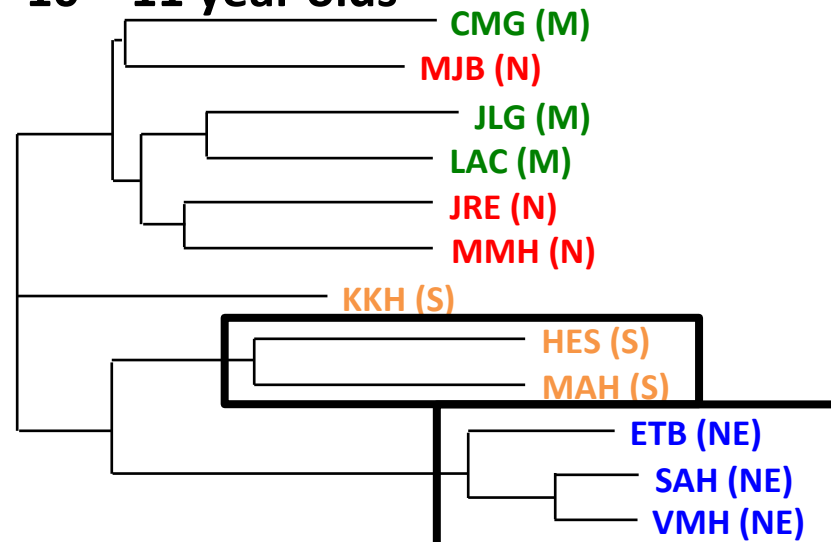 CMG (M)
MJB (N)
JLG (M)
LAC (M)
JRE (N)
MMH (N)
KKH (S)
HES (S)
MAH (S)
ETB (NE)
SAH (NE)
VMH (NE)